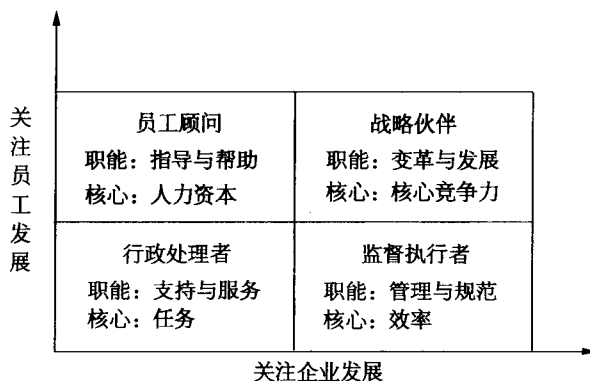 关注员工发展
员工顾问
职能：指导与帮助
核心：人力资本
战略伙伴
职能：变革与发展
核心：核心竞争力
行政处理者
职能：支持与服务
核心：任务
监督执行者
职能：管理与规范
核心：效率
关注企业发展